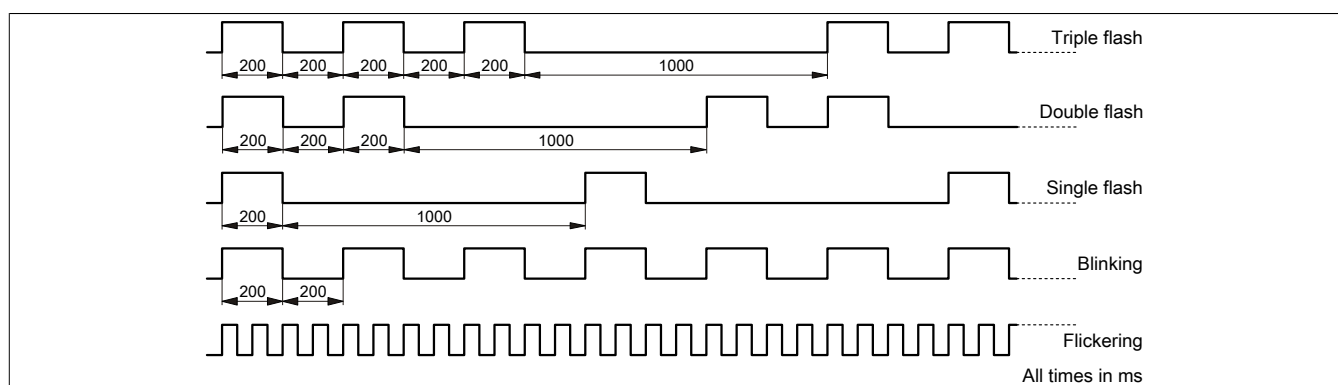 Triple flash
200 200 200 200 200 1000
Double flash
200 200 200 1000
Single flash
200 1000
Blinking
200 200
Flickering
All times in ms